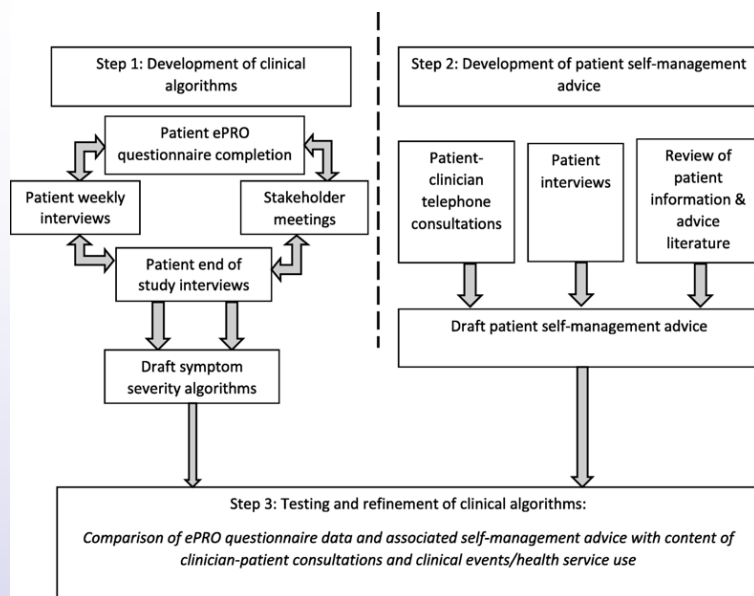 Step 1: Development of clinical
algorithms
Step 2: Development of patient self-management
advice
Patient ePRO
questionnaire completion
Patient weekly
interviews
Stakeholder
meetings
Patient end of
study interviews
Draft symptom
severity algorithms
Patient-
clinician
telephone
consultations
Patient
interviews
Review of
patient
information &
advice
literature
Draft patient self-management advice
Step 3: Testing and refinement of clinical algorithms:
Comparison of ePRO questionnaire data and associated self-management advice with content of
clinician-patient consultations and clinical events/health service use